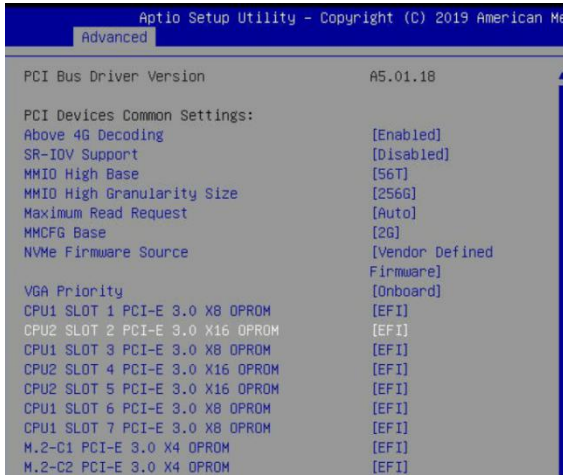 Aptio Setup Utility – Copyright (C) 2019 American
Advanced
PCI Bus Driver Version A5.01.18
PCI Devices Common Settings:
Above 4G Decoding [Enabled]
SR-IOV Support [Disabled]
MMIO High Base [56T]
MMIO High Granularity Size [256G]
Maximum Read Request [Auto]
MMCFG Base [2G]
NVMe Firmware Source [Vendor Defined
Firmware]
VGA Priority [Onboard]
CPU1 SLOT 1 PCI-E 3.0 X8 OPROM [EFI]
CPU2 SLOT 2 PCI-E 3.0 X16 OPROM [EFI]
CPU1 SLOT 3 PCI-E 3.0 X8 OPROM [EFI]
CPU2 SLOT 4 PCI-E 3.0 X16 OPROM [EFI]
CPU2 SLOT 5 PCI-E 3.0 X16 OPROM [EFI]
CPU1 SLOT 6 PCI-E 3.0 X8 OPROM [EFI]
CPU1 SLOT 7 PCI-E 3.0 X8 OPROM [EFI]
M.2-C1 PCI-E 3.0 X4 OPROM [EFI]
M.2-C2 PCI-E 3.0 X4 OPROM [EFI]